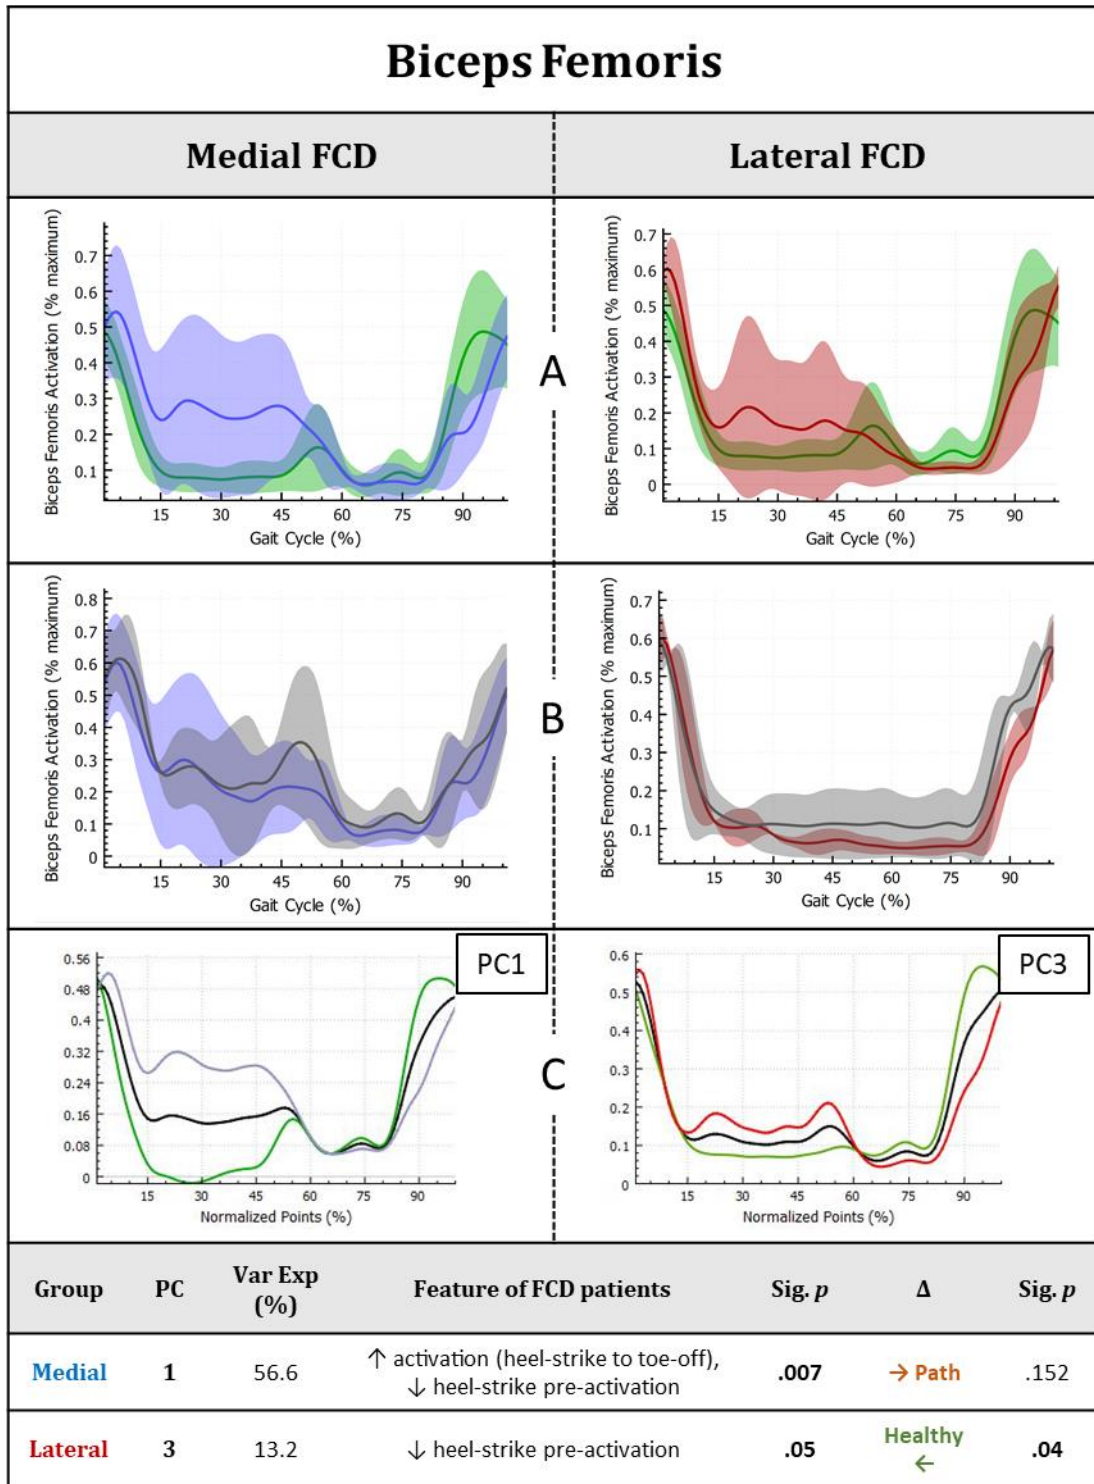 Biceps Femoris
Medial FCD
Lateral FCD
Biceps Femoris Activation (% maximum)
0.7
0.6
0.5
0.4
0.3
0.2
0.1
15 30 45 60 75 90
Gait Cycle (%)
A
Biceps Femoris Activation (% maximum)
0.7
0.6
0.5
0.4
0.3
0.2
0.1
0
15 30 45 60 75 90
Gait Cycle (%)
Biceps Femoris Activation (% maximum)
0.8
0.7
0.6
0.5
0.4
0.3
0.2
0.1
0
15 30 45 60 75 90
Gait Cycle (%)
B
Biceps Femoris Activation (% maximum)
0.7
0.6
0.5
0.4
0.3
0.2
0.1
15 30 45 60 75 90
Gait Cycle (%)
PC1
0.56
0.48
0.4
0.32
0.24
0.16
0.08
0
15 30 45 60 75 90
Normalized Points (%)
C
PC3
0.6
0.5
0.4
0.3
0.2
0.1
0
15 30 45 60 75 90
Normalized Points (%)
Group PC Var Exp (%) Feature of FCD patients Sig. p Δ Sig. p
Medial 1 56.6 ↑ activation (heel-strike to toe-off), .007 → Path .152
↓ heel-strike pre-activation
Lateral 3 13.2 ↓ heel-strike pre-activation .05 Healthy .04
←